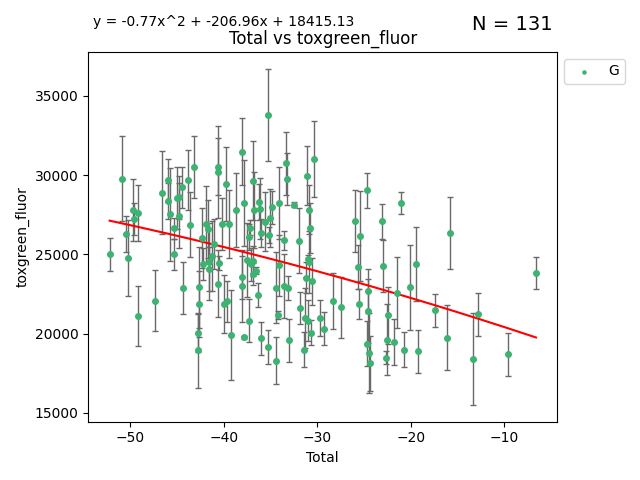 y = -0.77x^2 + -206.96x + 18415.13
N = 131
Total vs toxgreen_fluor
G
35000
30000
25000
20000
15000
toxgreen_fluor
−50
−40
−30
−20
−10
Total